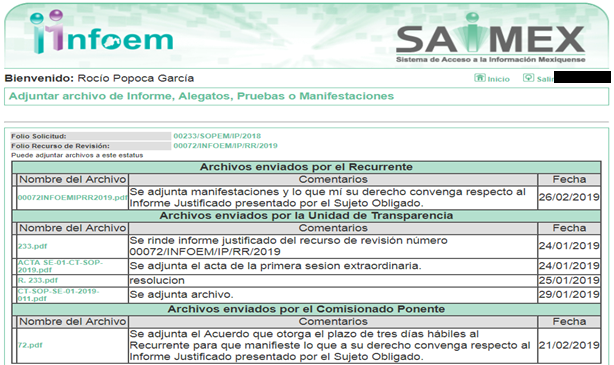 infoem
SAIMEX
Sistema de Acceso a la Información Mexiquense
Bienvenido: Rocío Popoca García
Inicio Salir
Adjuntar archivo de Informe, Alegatos, Pruebas o Manifestaciones
Folio Solicitud: 00233/SOPEM/IP/2018
Folio Recurso de Revisión: 00072/INFOEM/IP/RR/2019
Puede adjuntar archivos a este estatus
Archivos enviados por el Recurrente
Nombre del Archivo Comentarios Fecha
00072INFOEMIPRR2019.pdf Se adjunta manifestaciones y lo que mí su derecho convenga respecto al 26/02/2019
Informe Justificado presentado por el Sujeto Obligado.
Archivos enviados por la Unidad de Transparencia
Nombre del Archivo Comentarios Fecha
233.pdf Se rinde informe justificado del recurso de revisión número 24/01/2019
00072/INFOEM/IP/RR/2019
ACTA SE-01-CT-SOP- Se adjunta el acta de la primera sesion extraordinaria. 24/01/2019
2019.pdf
R. 233.pdf resolucion 25/01/2019
CT-SOP-SE-01-2019- Se adjunta archivo. 29/01/2019
011.pdf
Archivos enviados por el Comisionado Ponente
Nombre del Archivo Comentarios Fecha
72.pdf Se adjunta el Acuerdo que otorga el plazo de tres días hábiles al 21/02/2019
Recurrente para que manifieste lo que a su derecho convenga respecto al
Informe Justificado presentado por el Sujeto Obligado.